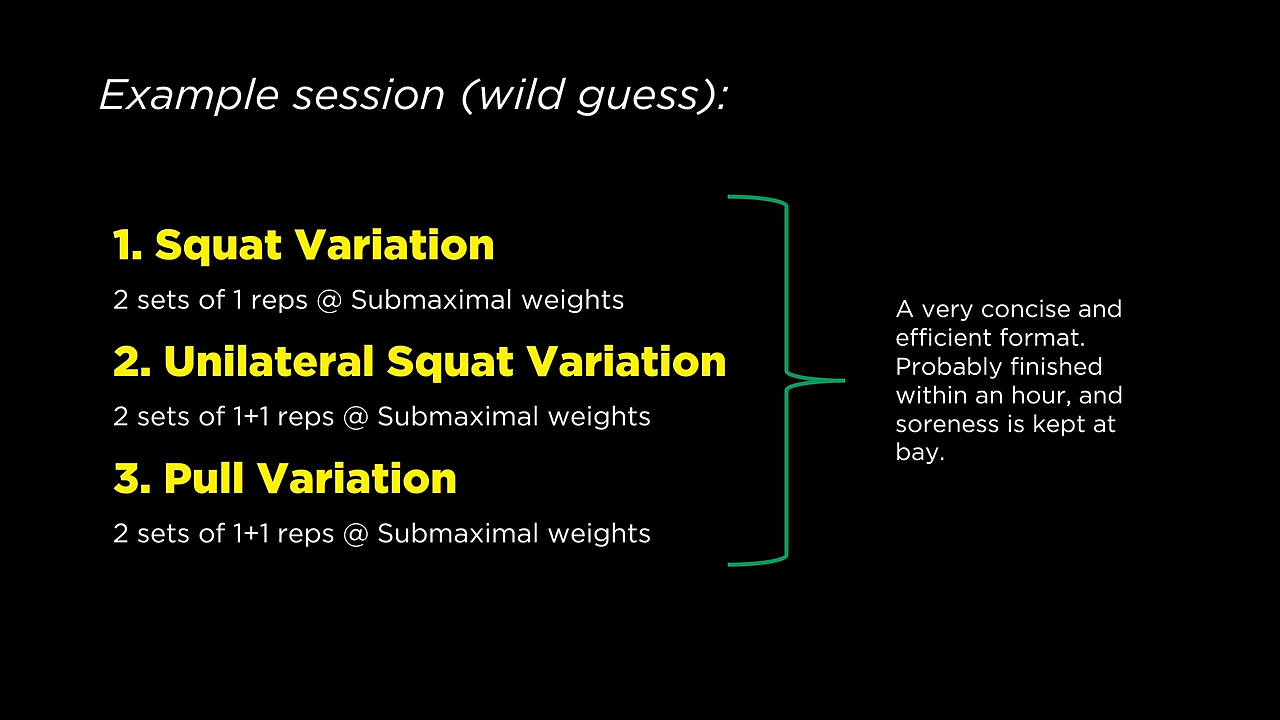 Example session (wild guess):
1. Squat Variation
2 sets of 1 reps @ Submaximal weights
2. Unilateral Squat Variation
2 sets of 1+1 reps @ Submaximal weights
3. Pull Variation
2 sets of 1+1 reps @ Submaximal weights
A very concise and
efficient format.
Probably finished
within an hour, and
soreness is kept at
bay.